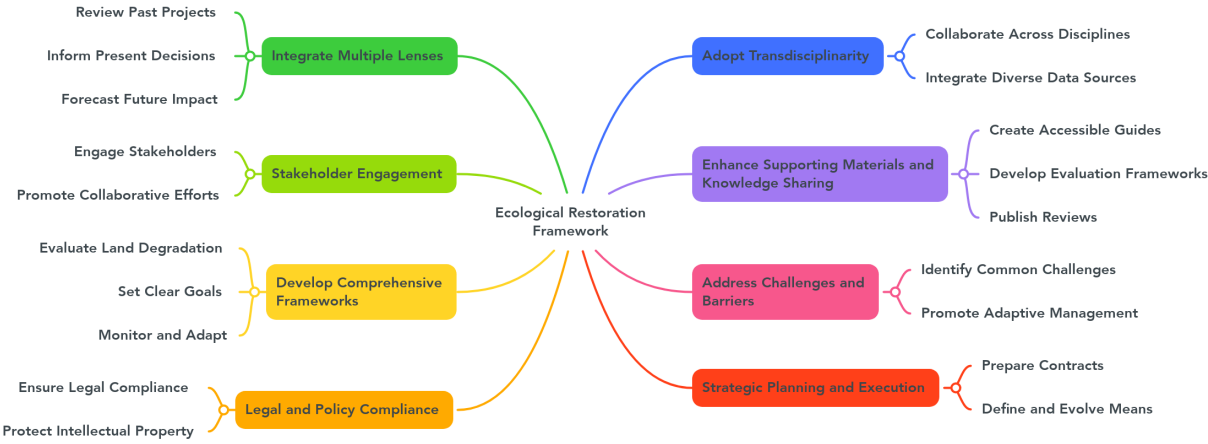 Ecological Restoration
Framework
Integrate Multiple Lenses
Review Past Projects
Inform Present Decisions
Forecast Future Impact
Stakeholder Engagement
Engage Stakeholders
Promote Collaborative Efforts
Develop Comprehensive
Frameworks
Evaluate Land Degradation
Set Clear Goals
Monitor and Adapt
Legal and Policy Compliance
Ensure Legal Compliance
Protect Intellectual Property
Adopt Transdisciplinarity
Collaborate Across Disciplines
Integrate Diverse Data Sources
Enhance Supporting Materials and
Knowledge Sharing
Create Accessible Guides
Develop Evaluation Frameworks
Publish Reviews
Address Challenges and
Barriers
Identify Common Challenges
Promote Adaptive Management
Strategic Planning and Execution
Prepare Contracts
Define and Evolve Means